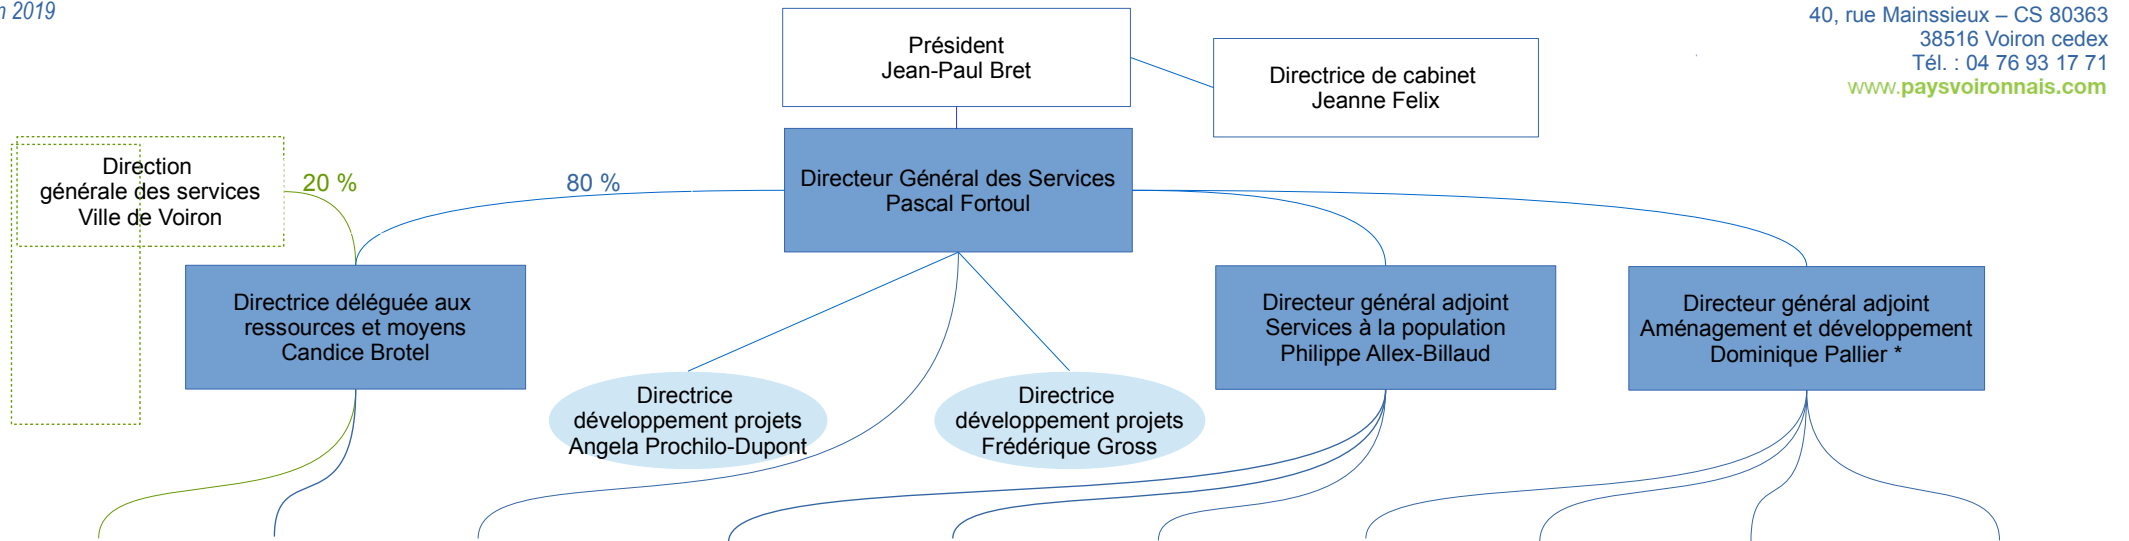 2019
40, rue Mainssieux – CS 80363
38516 Voiron cedex
Tél. : 04 76 93 17 71
www.paysvoironnais.com
Président
Jean-Paul Bret
Directrice de cabinet
Jeanne Felix
Direction
générale des services
Ville de Voiron
20 %
80 %
Directeur Général des Services
Pascal Fortoul
Directrice déléguée aux
ressources et moyens
Candice Brotel
Directrice
développement projets
Angela Prochilo-Dupont
Directrice
développement projets
Frédérique Gross
Directeur général adjoint
Services à la population
Philippe Allex-Billaud
Directeur général adjoint
Aménagement et développement
Dominique Pallier *